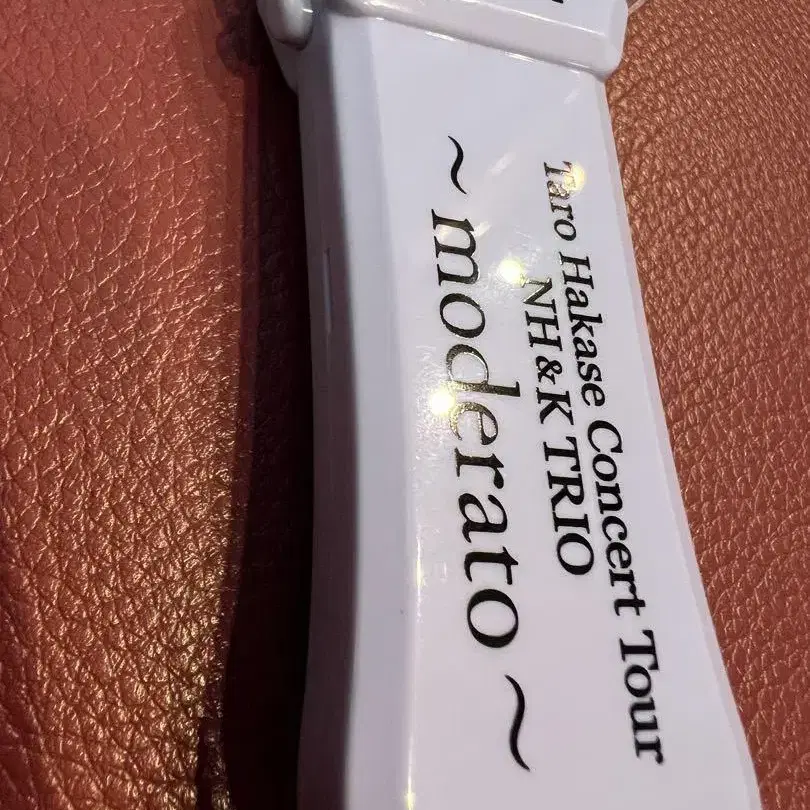 Taro Hakase Concert Tour
NH&K TRIO
~ moderato ~